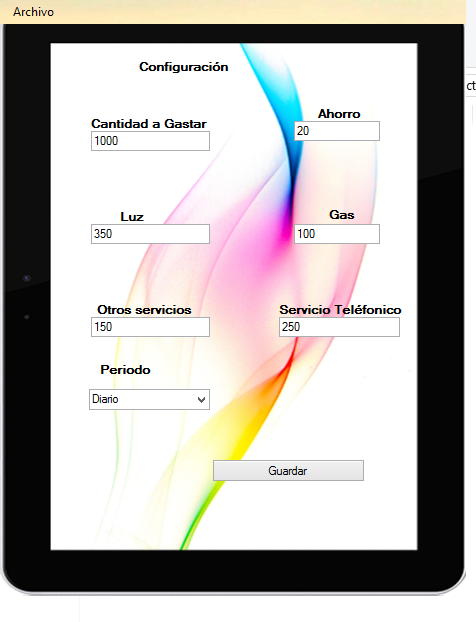 Archivo
Configuración
Cantidad a Gastar
1000
Ahorro
20
Luz
350
Gas
100
Otros servicios
150
Servicio Teléfonico
250
Periodo
Diario
Guardar
ct